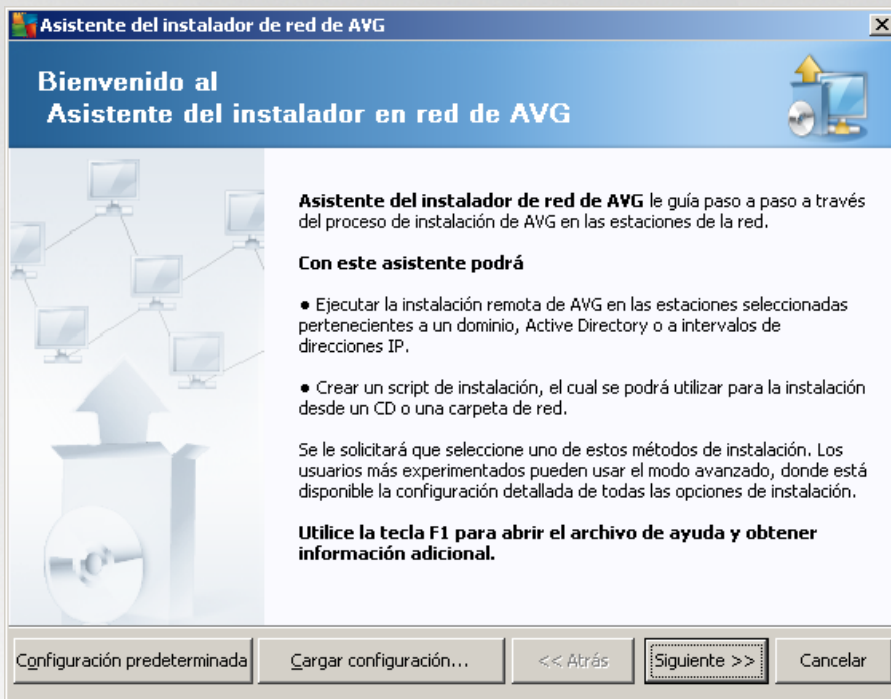 Asistente del instalador de red de AVG
Bienvenido al
Asistente del instalador en red de AVG
Asistente del instalador de red de AVG le guía paso a paso a través
del proceso de instalación de AVG en las estaciones de la red.
Con este asistente podrá
● Ejecutar la instalación remota de AVG en las estaciones seleccionadas
pertenecientes a un dominio, Active Directory o a intervalos de
direcciones IP.
● Crear un script de instalación, el cual se podrá utilizar para la instalación
desde un CD o una carpeta de red.
Se le solicitará que seleccione uno de estos métodos de instalación. Los
usuarios más experimentados pueden usar el modo avanzado, donde está
disponible la configuración detallada de todas las opciones de instalación.
Utilice la tecla F1 para abrir el archivo de ayuda y obtener
información adicional.
Configuración predeterminada
Cargar configuración...
<< Atrás
Siguiente >>
Cancelar